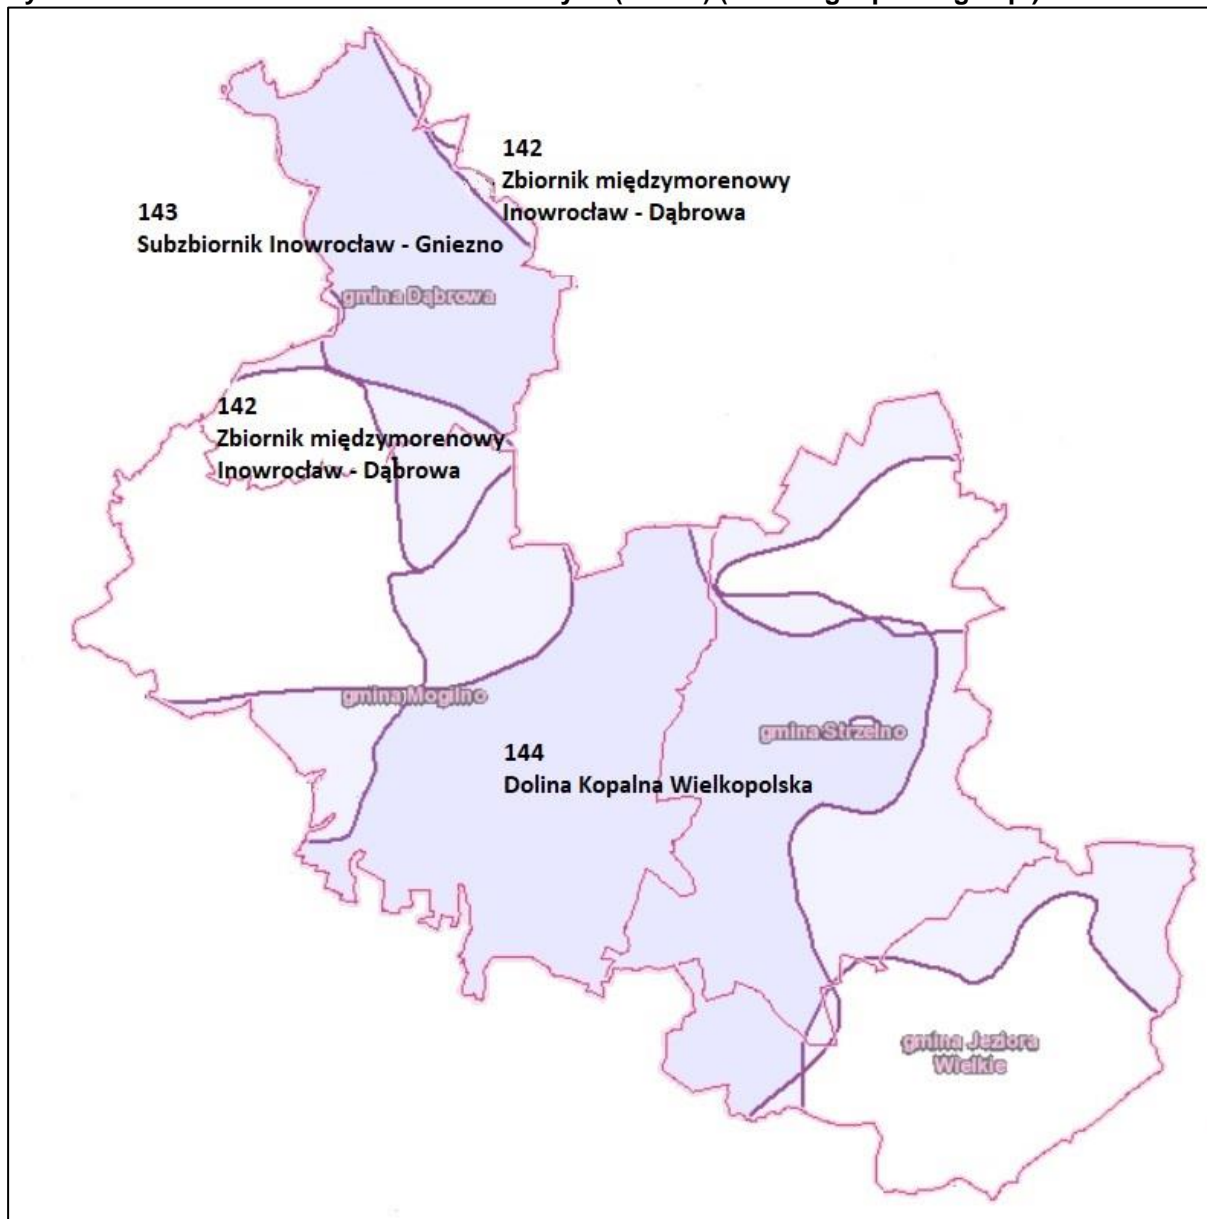 142
Zbiornik międzymorenowy
Inowrocław - Dąbrowa
143
Subzbiornik Inowrocław - Gniezno
gmina Dąbrowa
142
Zbiornik międzymorenowy
Inowrocław - Dąbrowa
gmina Mogilno
gmina Strzelno
144
Dolina Kopalna Wielkopolska
gmina Jeziora
Wielkie